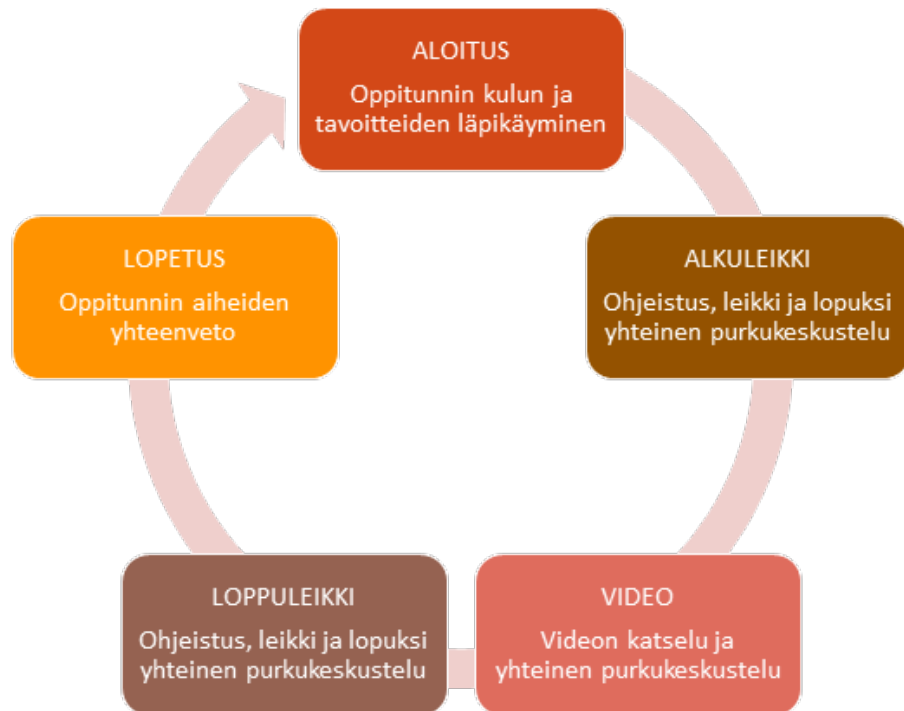 ALOITUS
Oppitunnin kulun ja
tavoitteiden läpikäyminen
ALKULEIKKI
Ohjeistus, leikki ja lopuksi
yhteinen purkukeskustelu
VIDEO
Videon katselu ja
yhteinen purkukeskustelu
LOPPULEIKKI
Ohjeistus, leikki ja lopuksi
yhteinen purkukeskustelu
LOPETUS
Oppitunnin aiheiden
yhteenveto